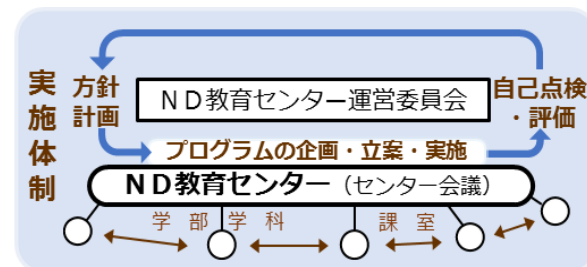 実施体制
方針
計画
ND教育センター運営委員会
自己点検
・評価
プログラムの企画・立案・実施
ND教育センター(センター会議)
学部学科
課室